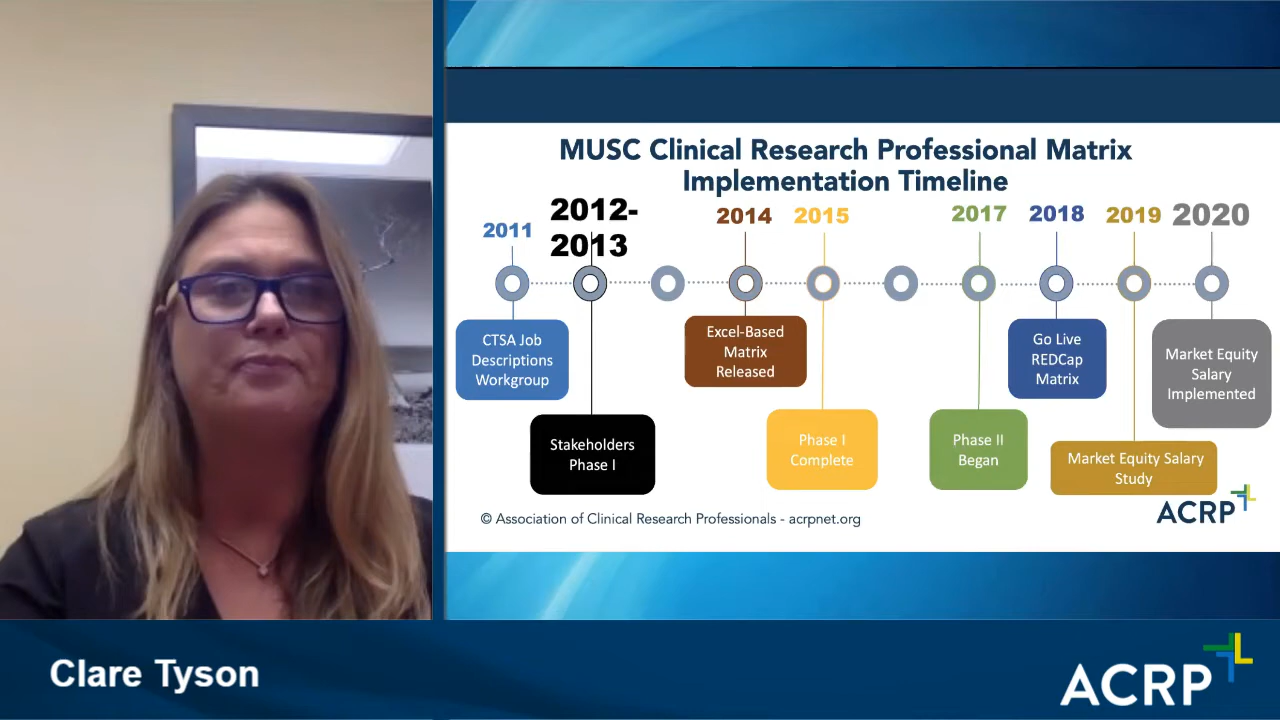 MUSC Clinical Research Professional Matrix
Implementation Timeline
2011
2012-
2013
2014
2015
2017
2018
2019
2020
CTSA Job
Descriptions
Workgroup
Stakeholders
Phase I
Excel-Based
Matrix
Released
Phase I
Complete
Phase II
Began
Go Live
REDCap
Matrix
Market Equity Salary
Study
Market Equity
Salary
Implemented
© Association of Clinical Research Professionals - acrpnet.org
ACRP
Clare Tyson
ACRP